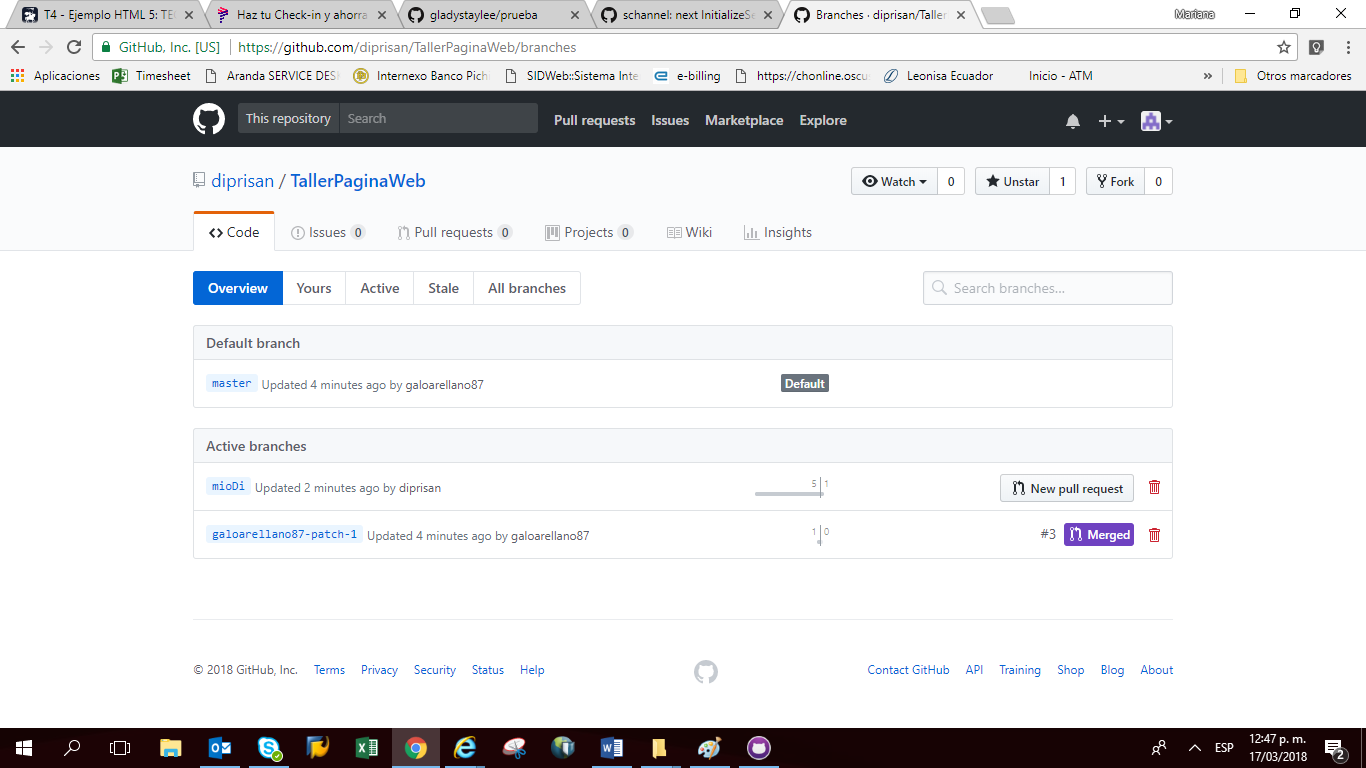 T4 - Ejemplo HTML 5: TEC
Haz tu Check-in y ahorra
gladystaylee/prueba
schannel: next InitializeSe
Branches · diprisan/Taller
Mariana
GitHub, Inc. [US]
https://github.com/diprisan/TallerPaginaWeb/branches
Aplicaciones
Timesheet
Aranda SERVICE DESK
Internexo Banco Pich
SIDWeb::Sistema Inte
e-billing
https://chonline.oscu
Leonisa Ecuador
Inicio - ATM
»
Otros marcadores
This repository
Search
Pull requests
Issues
Marketplace
Explore
diprisan / TallerPaginaWeb
Watch
0
Unstar
1
Fork
0
Code
Issues 0
Pull requests 0
Projects 0
Wiki
Insights
Overview
Yours
Active
Stale
All branches
Search branches...
Default branch
master Updated 4 minutes ago by galoarellano87
Default
Active branches
mioDi Updated 2 minutes ago by diprisan
5 1
New pull request
galoarellano87-patch-1 Updated 4 minutes ago by galoarellano87
1 0
#3
Merged
© 2018 GitHub, Inc.
Terms
Privacy
Security
Status
Help
Contact GitHub
API
Training
Shop
Blog
About
ESP
12:47 p. m.
17/03/2018
2